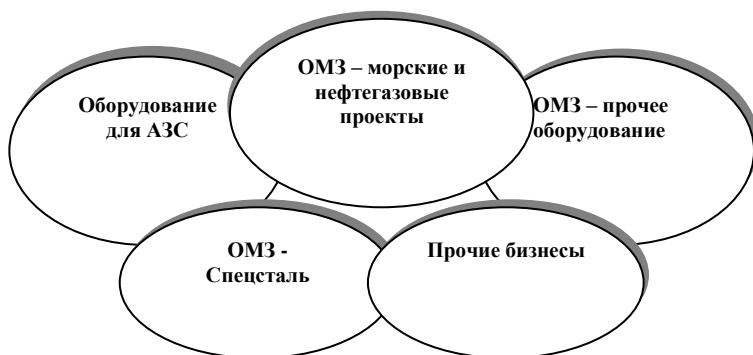 Оборудование
для АЗС
ОМЗ – морские и
нефтегазовые
проекты
ОМЗ – прочее
оборудование
ОМЗ -
Спецсталь
Прочие бизнесы